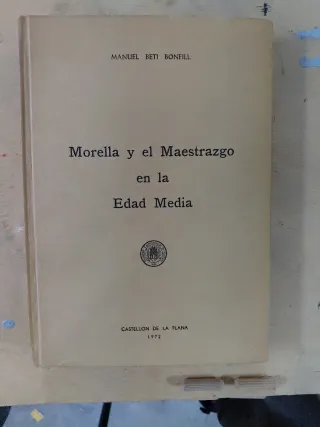 MANUEL BETI BONFILL
Morella y el Maestrazgo
en la
Edad Media
CASTELLON DE LA PLANA
1972